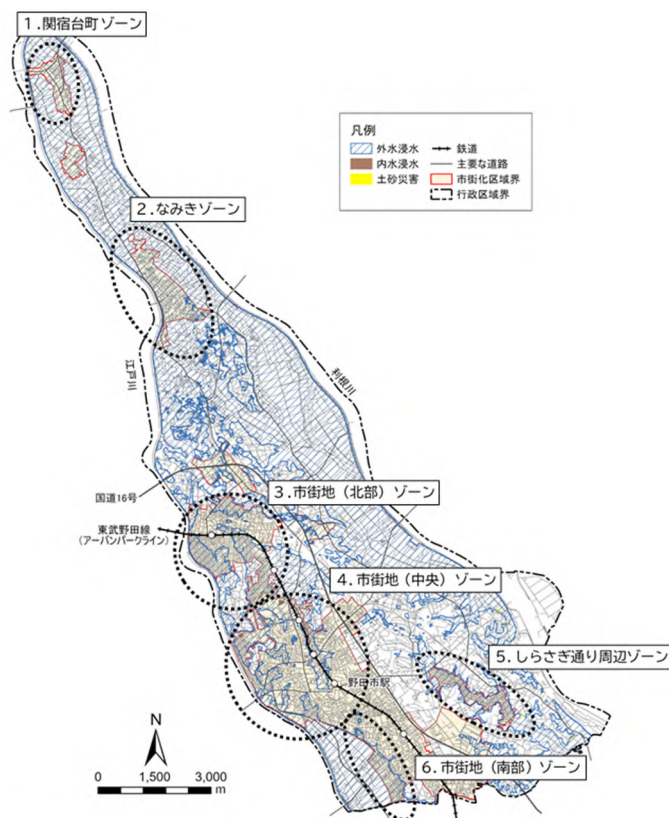 1.関宿台町ゾーン
凡例
外水浸水
鉄道
内水浸水
主要な道路
土砂災害
市街化区域界
行政区域界
2.なみきゾーン
江戸川
利根川
国道16号
3.市街地（北部）ゾーン
東武野田線
（アーバンパークライン）
4.市街地（中央）ゾーン
5.しらさぎ通り周辺ゾーン
野田市駅
N
6.市街地（南部）ゾーン
0 1,500 3,000
m